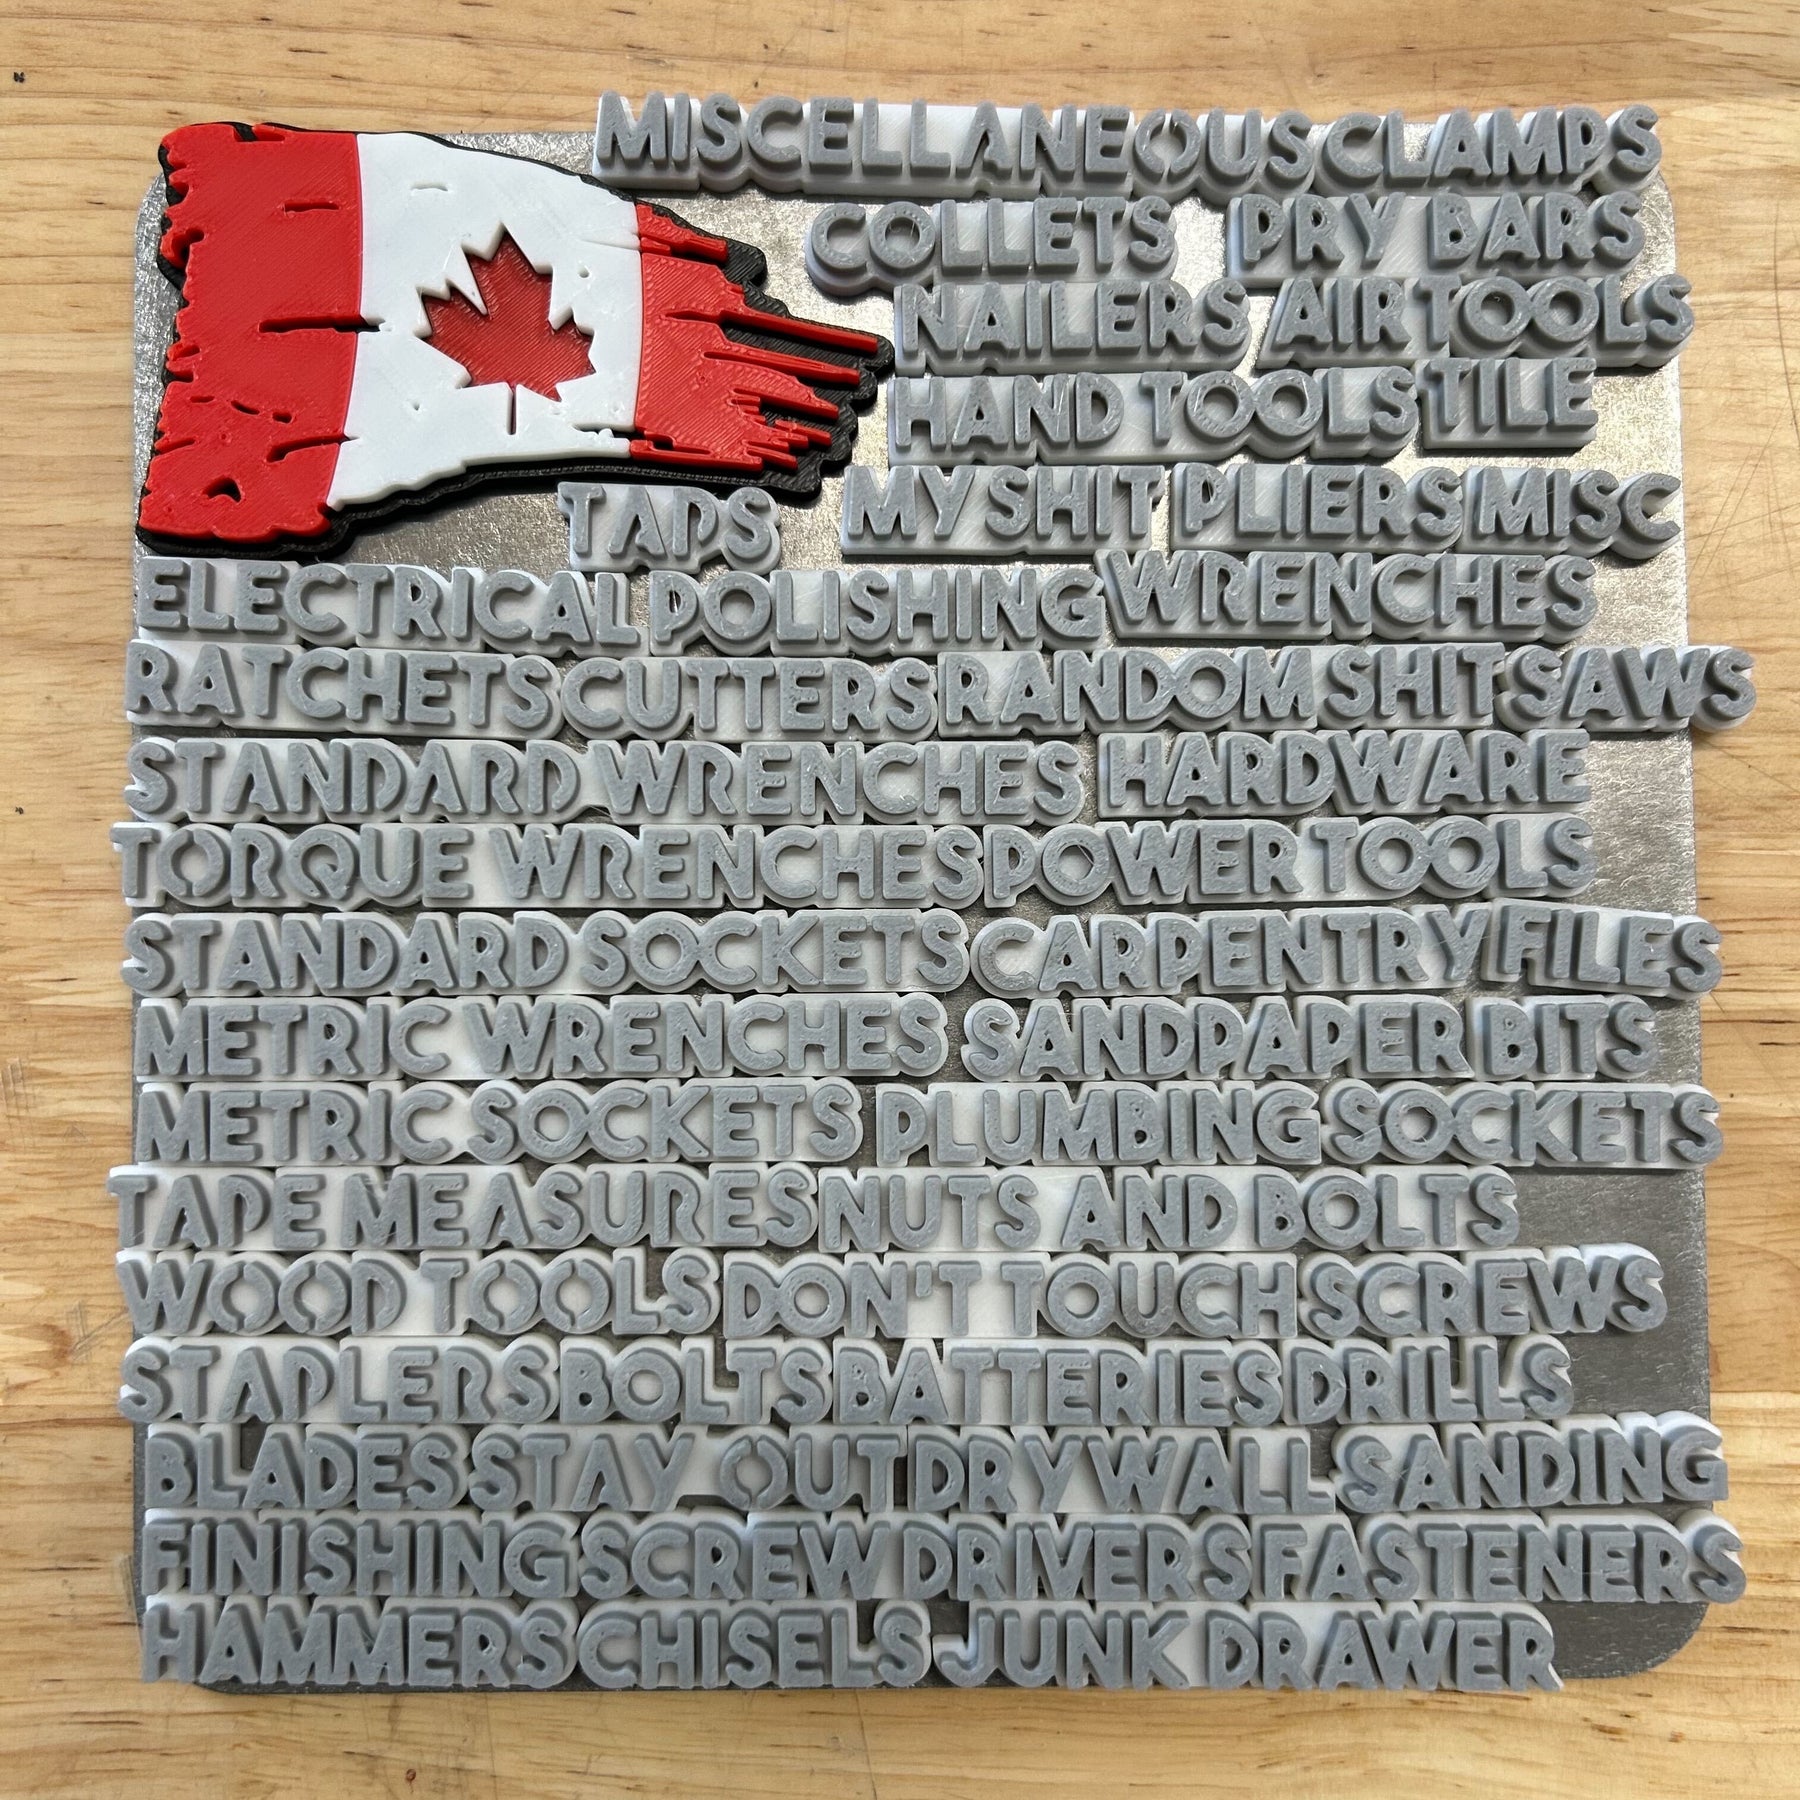 MISCELLANEOUS CLAMPS
COLLETS PRY BARS
NAILERS AIR TOOLS
HAND TOOLS TILE
TAPS MY SHIT PLIERS MISC
ELECTRICAL POLISHING WRENCHES
RATCHETS CUTTERS RANDOM SHIT SAWS
STANDARD WRENCHES HARDWARE
TORQUE WRENCHES POWER TOOLS
STANDARD SOCKETS CARPENTRY FILES
METRIC WRENCHES SANDPAPER BITS
METRIC SOCKETS PLUMBING SOCKETS
TAPE MEASURES NUTS AND BOLTS
WOOD TOOLS DON'T TOUCH SCREWS
STAPLERS BOLTS BATTERIES DRILLS
BLADES STAY OUT DRYWALL SANDING
FINISHING SCREW DRIVERS FASTENERS
HAMMERS CHISELS JUNK DRAWER